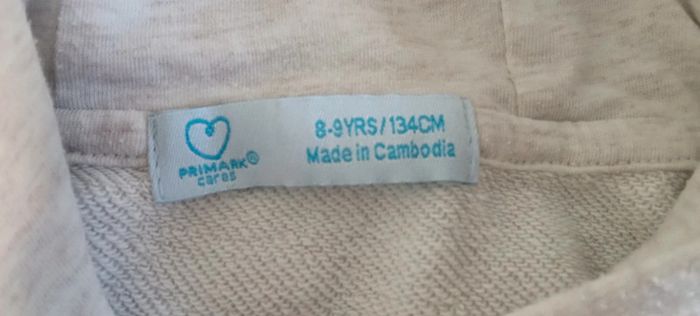 PRIMARK®
cares
8-9YRS/134CM
Made in Cambodia